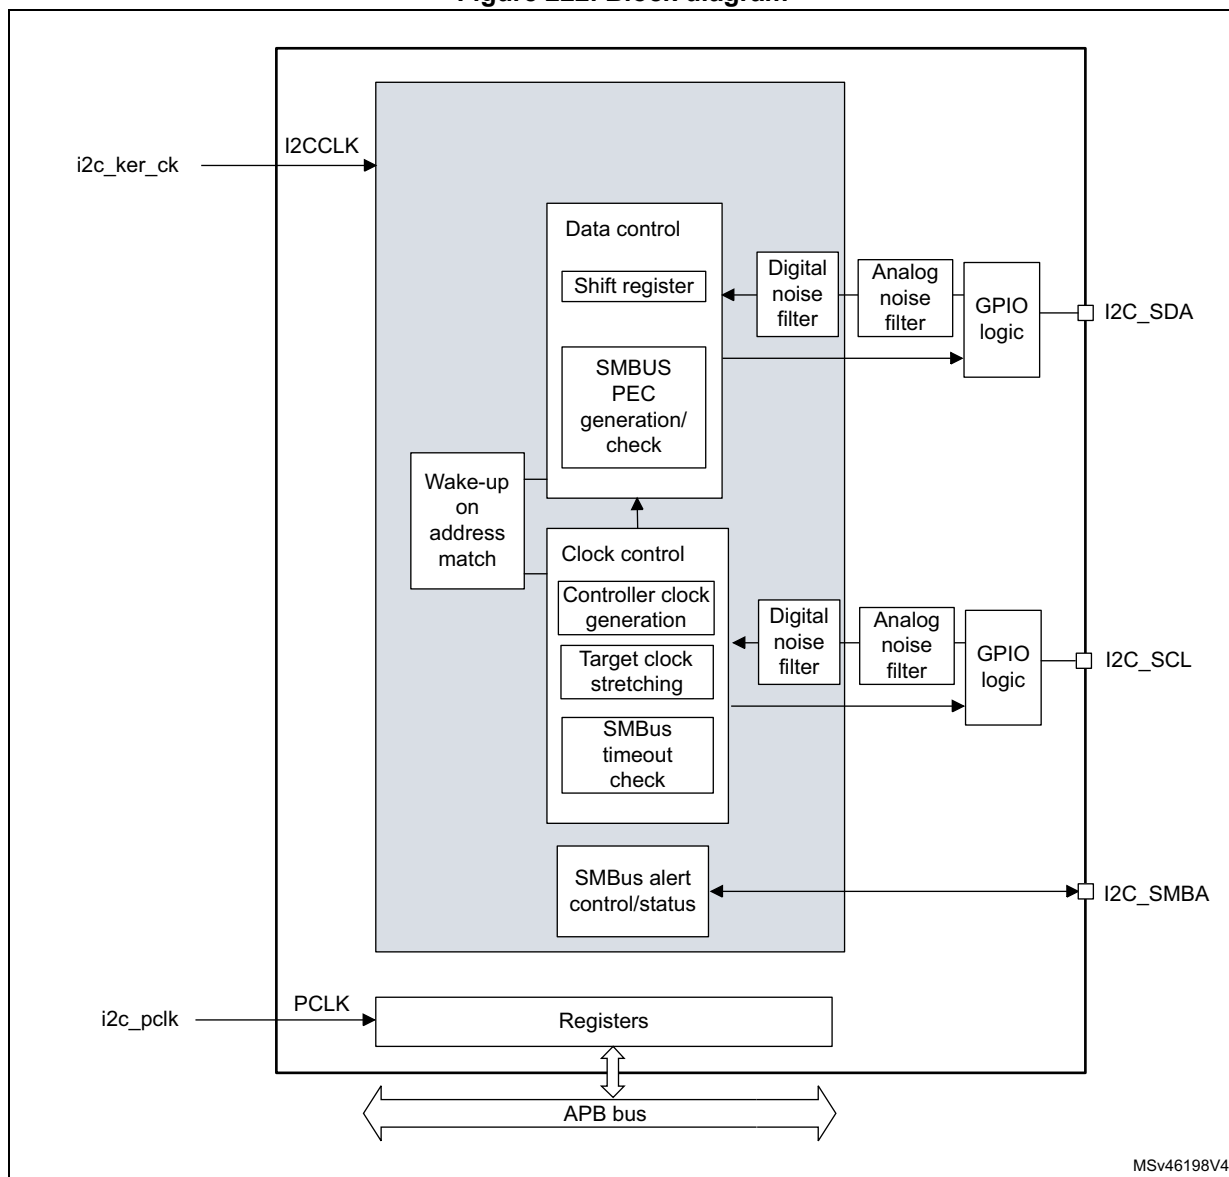 Figure 222. Block diagram
I2CCLK
i2c_ker_ck
Data control
Shift register
SMBUS
PEC
generation/
check
Digital
noise
filter
Analog
noise
filter
GPIO
logic
I2C_SDA
Wake-up
on
address
match
Clock control
Controller clock
generation
Target clock
stretching
SMBus
timeout
check
Digital
noise
filter
Analog
noise
filter
GPIO
logic
I2C_SCL
SMBus alert
control/status
I2C_SMBA
PCLK
i2c_pclk
Registers
APB bus
MSv46198V4